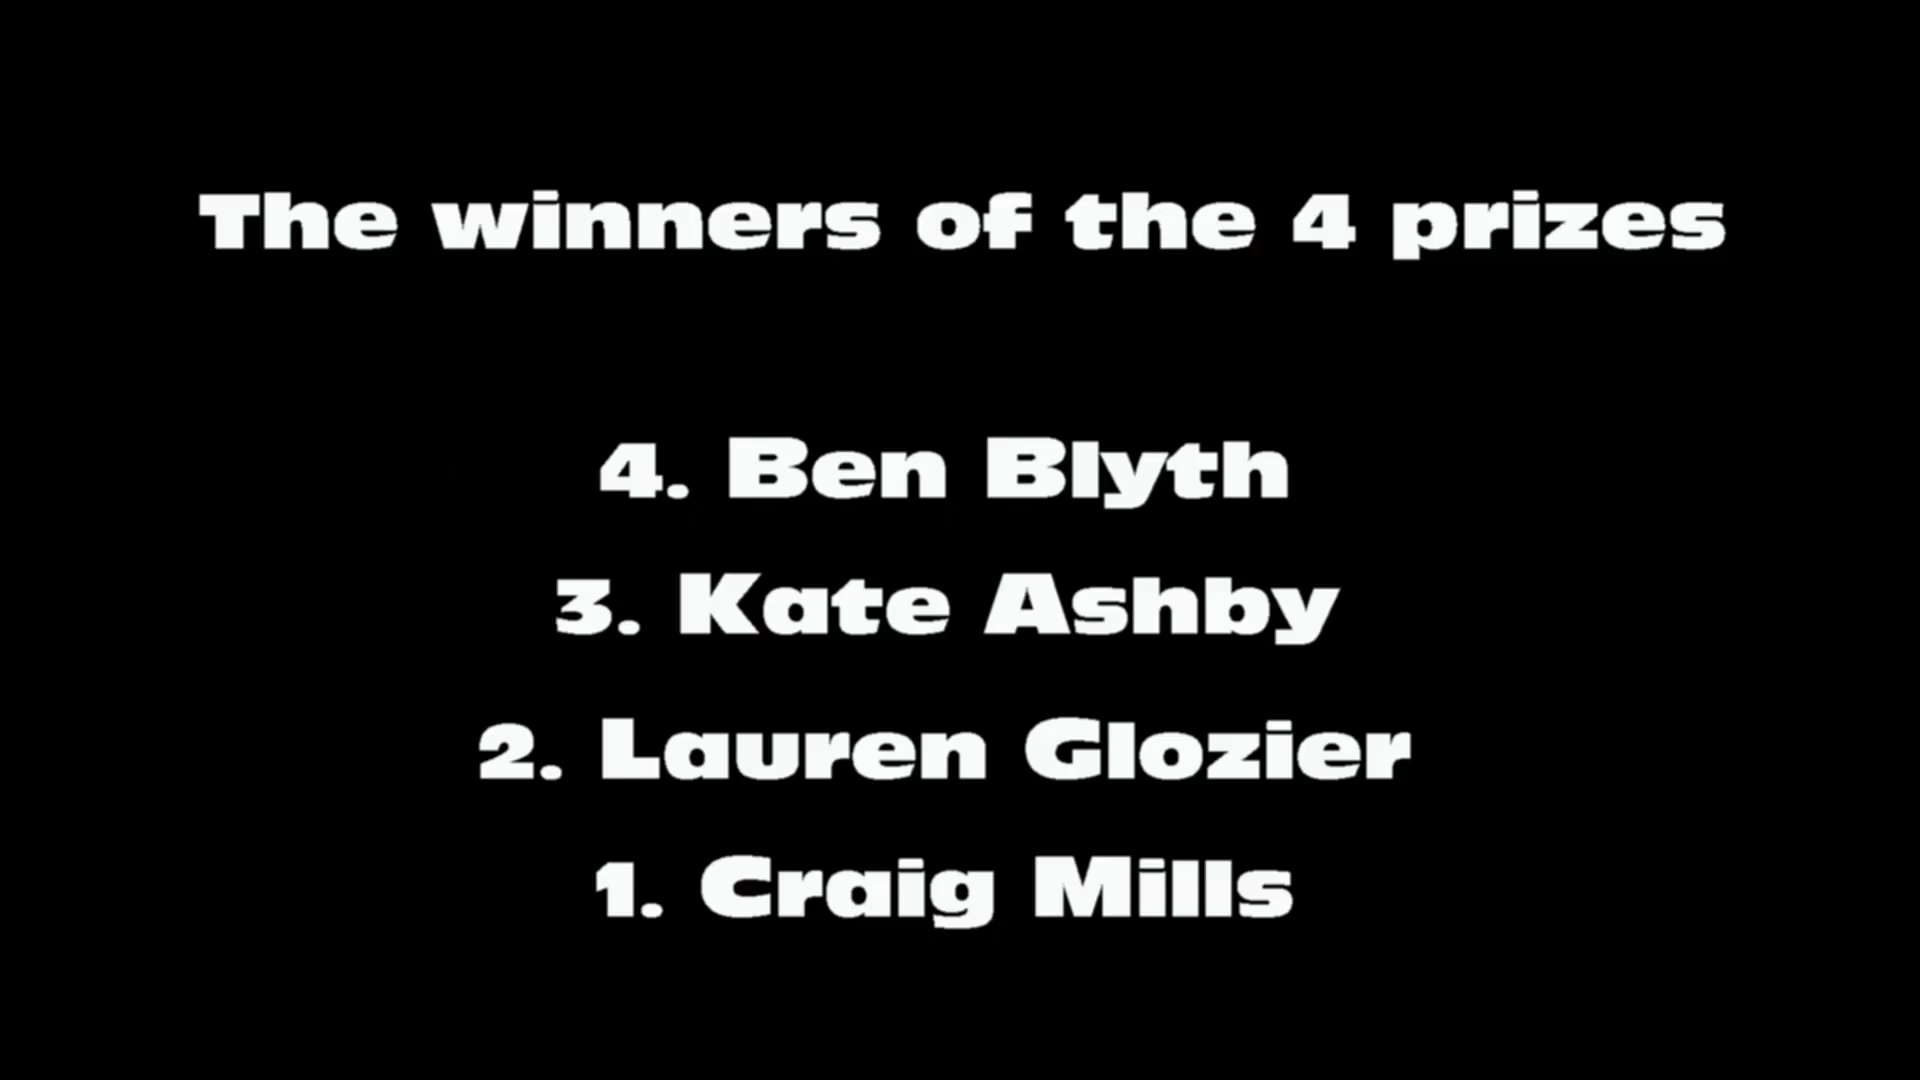 The winners of the 4 prizes
4. Ben Blyth
3. Kate Ashby
2. Lauren Glozier
1. Craig Mills